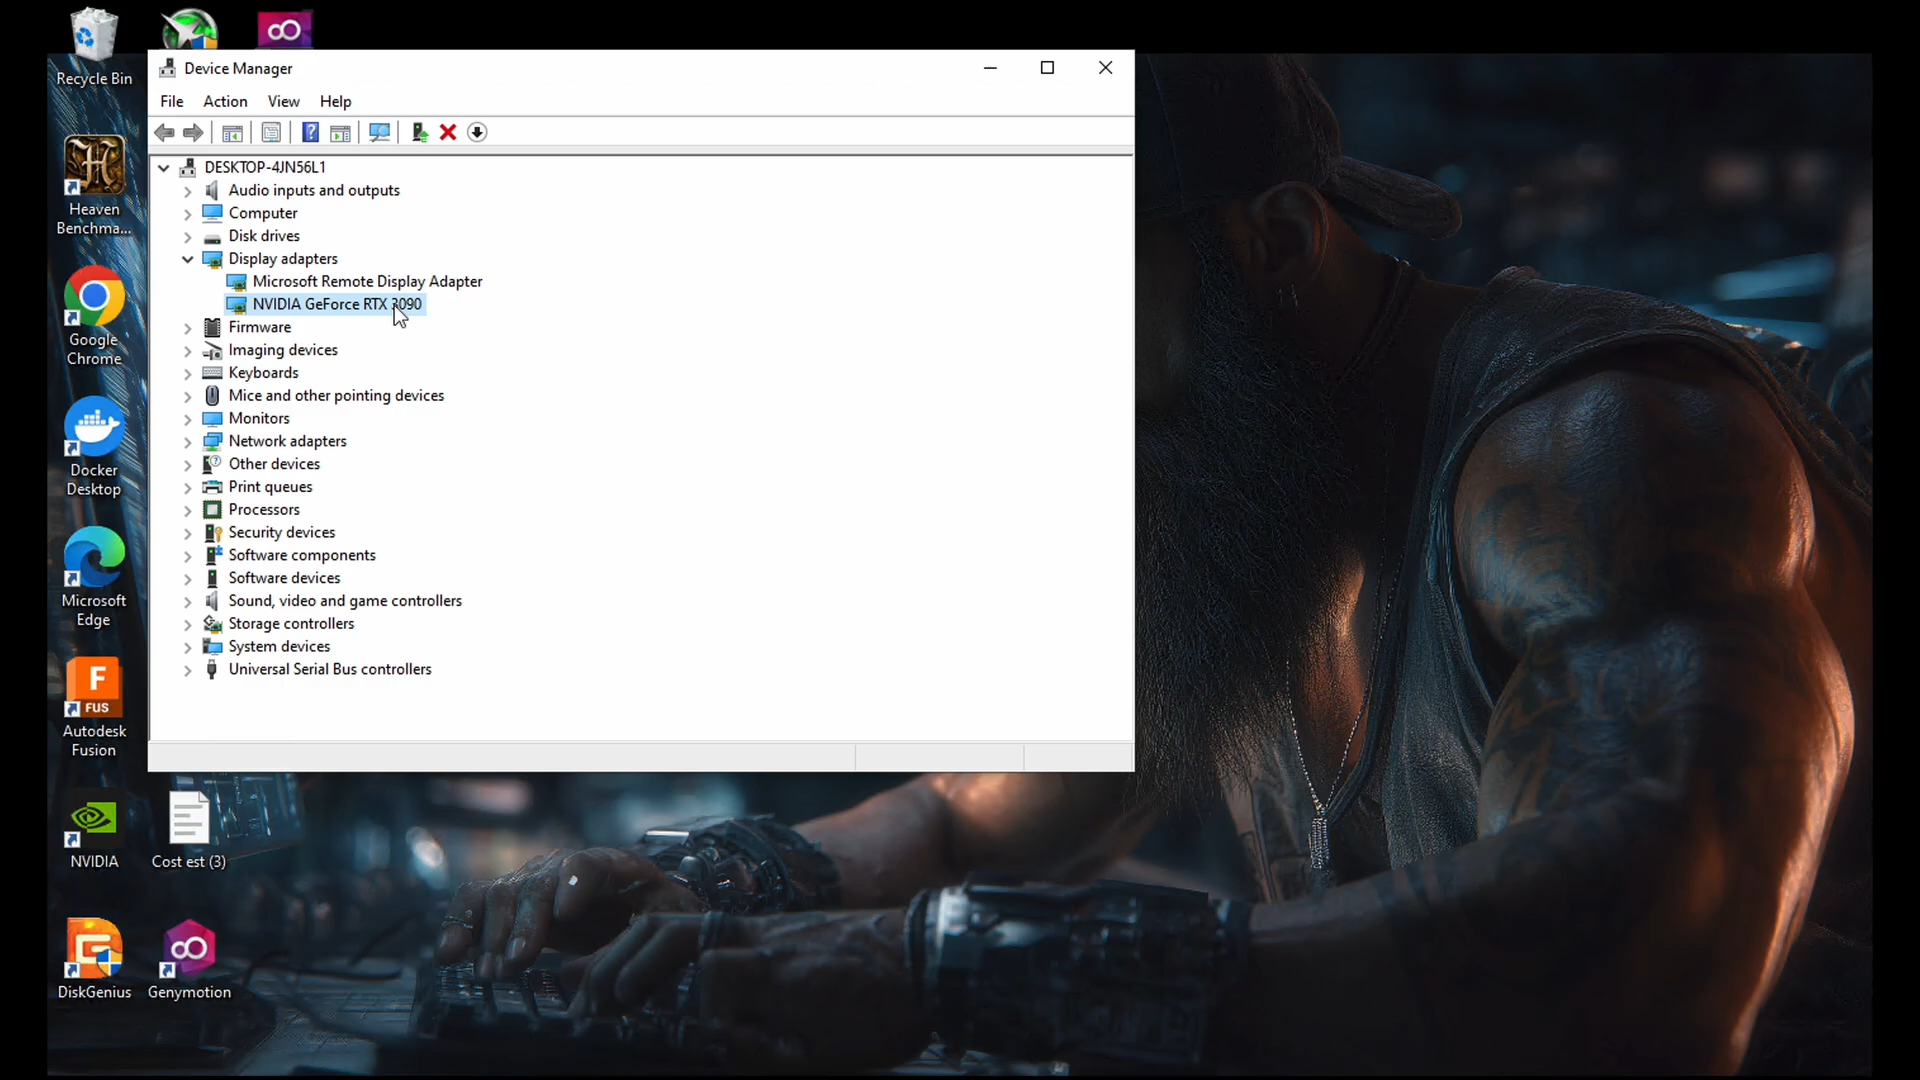 Recycle Bin
Heaven
Benchma...
Google
Chrome
Docker
Desktop
Microsoft
Edge
F
FUS
Autodesk
Fusion
NVIDIA
Cost est (3)
DiskGenius
Genymotion
Device Manager
File Action View Help
DESKTOP-4JN56L1
Audio inputs and outputs
Computer
Disk drives
Display adapters
Microsoft Remote Display Adapter
NVIDIA GeForce RTX 3090
Firmware
Imaging devices
Keyboards
Mice and other pointing devices
Monitors
Network adapters
Other devices
Print queues
Processors
Security devices
Software components
Software devices
Sound, video and game controllers
Storage controllers
System devices
Universal Serial Bus controllers